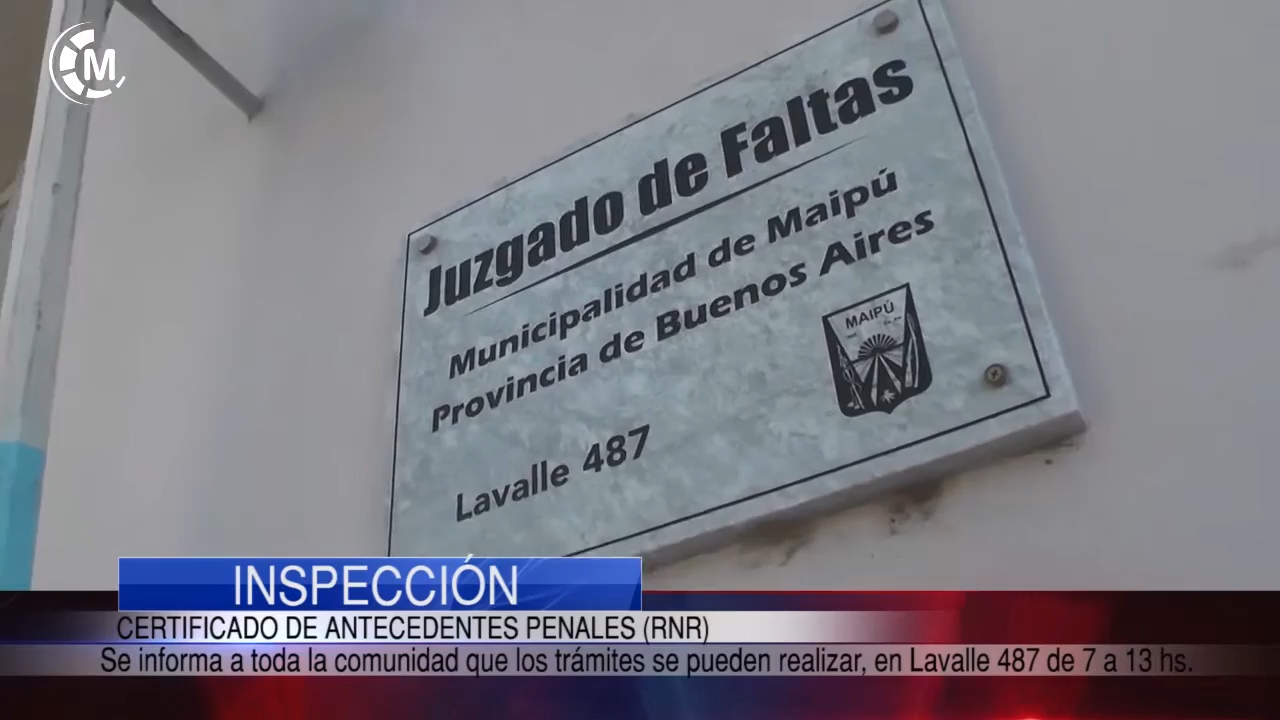 M
Juzgado de Faltas
Municipalidad de Maipú
Provincia de Buenos Aires
MAIPÚ
Lavalle 487
INSPECCIÓN
CERTIFICADO DE ANTECEDENTES PENALES (RNR)
Se informa a toda la comunidad que los trámites se pueden realizar, en Lavalle 487 de 7 a 13 hs.